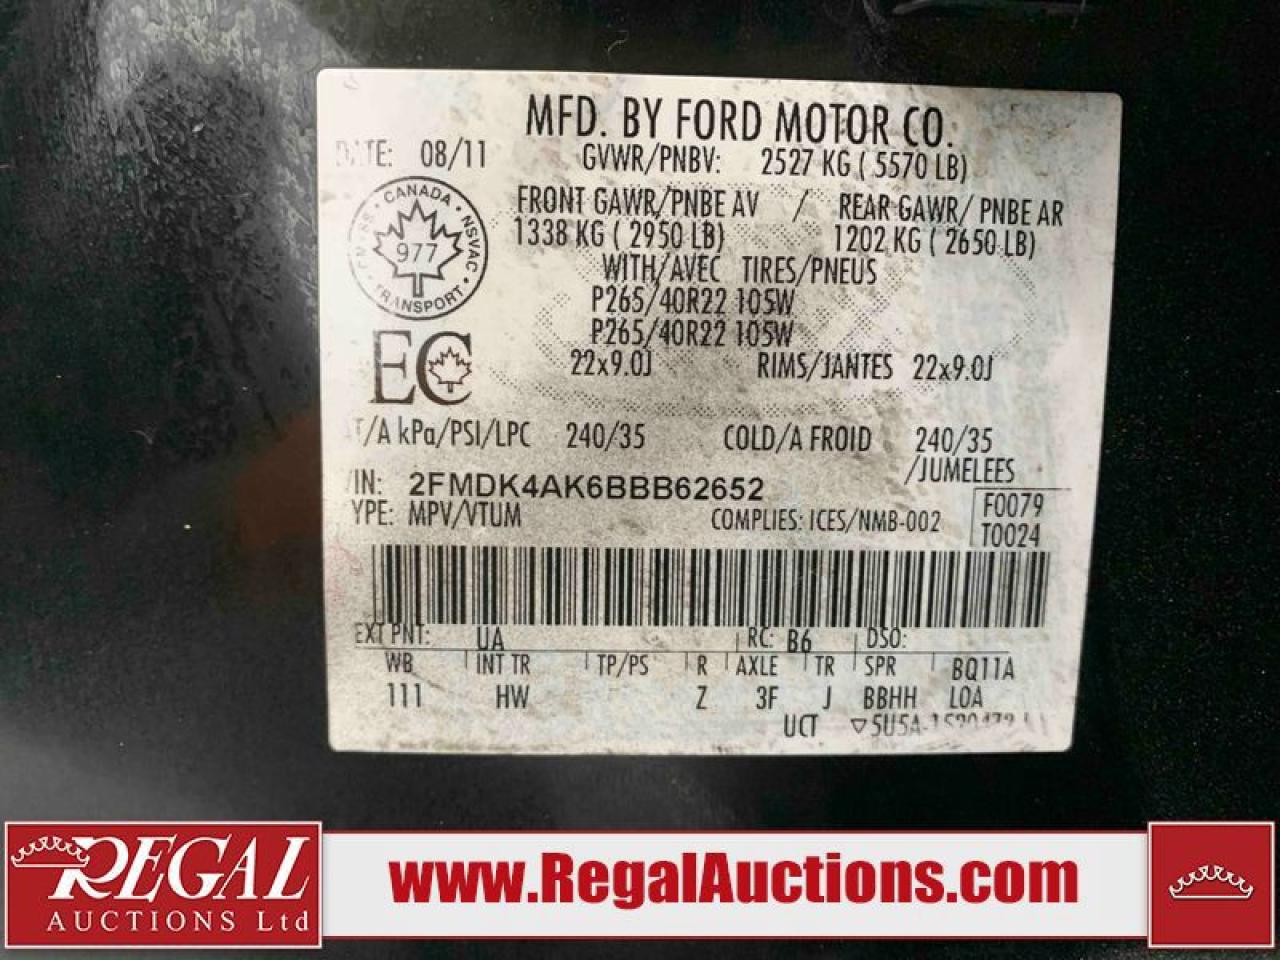 MFD. BY FORD MOTOR CO.
DATE: 08/11 GVWR/PNBV: 2527 KG ( 5570 LB)
FRONT GAWR/PNBE AV / REAR GAWR/ PNBE AR
1338 KG ( 2950 LB) 1202 KG ( 2650 LB)
WITH/AVEC TIRES/PNEUS
P265/40R22 105W
P265/40R22 105W
22x9.0J RIMS/JANTES 22x9.0J
CANADA
NSVAC
977
TRANSPORT
EC
T/A kPa/PSI/LPC 240/35 COLD/A FROID 240/35
/JUMELEES
/IN: 2FMDK4AK6BBB62652
YPE: MPV/VTUM COMPLIES: ICES/NMB-002
F0079
T0024
EXT PNT: UA RC: B6 DSO:
WB INT TR TP/PS R AXLE TR SPR BQ11A
111 HW Z 3F J BBHH LOA
UCT
REGAL
AUCTIONS Ltd
www.RegalAuctions.com